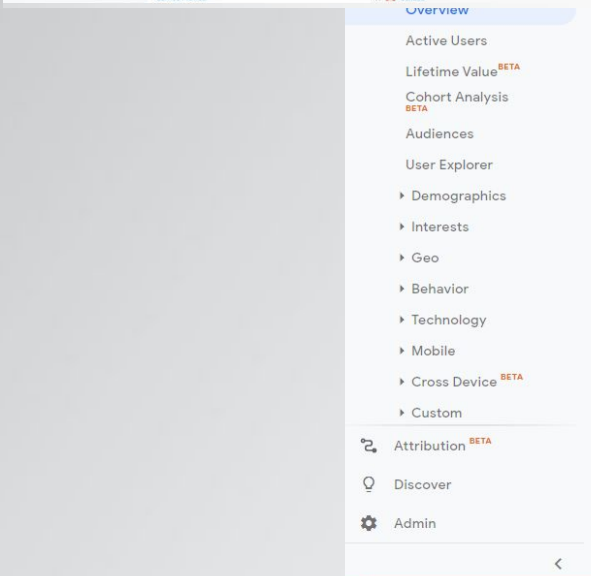 Overview
Active Users
Lifetime Value BETA
Cohort Analysis
BETA
Audiences
User Explorer
Demographics
Interests
Geo
Behavior
Technology
Mobile
Cross Device BETA
Custom
Attribution BETA
Discover
Admin